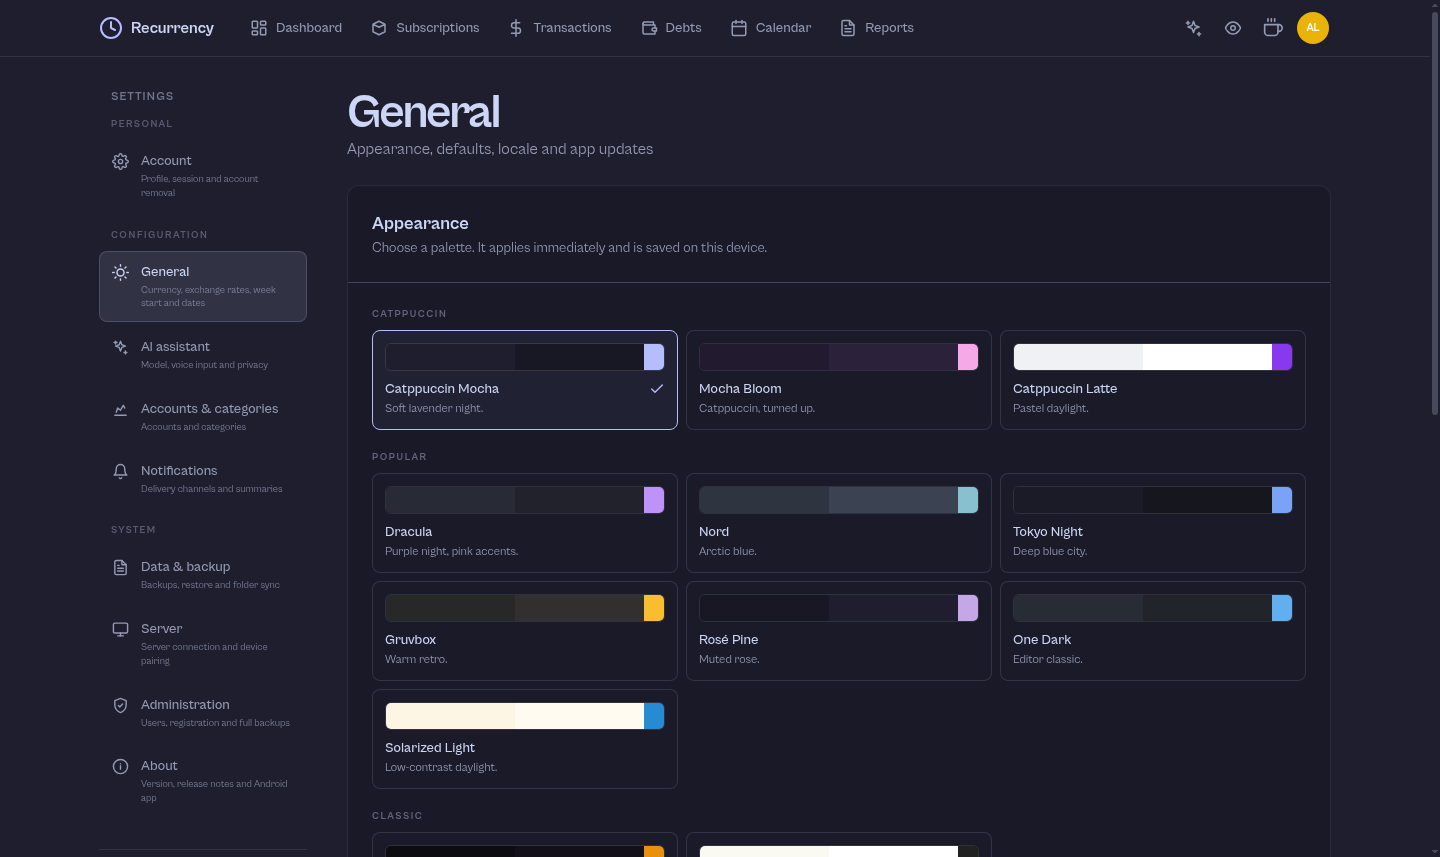 Recurrency
Dashboard
Subscriptions
Transactions
Debts
Calendar
Reports
AL
SETTINGS
PERSONAL
Account
Profile, session and account
removal
CONFIGURATION
General
Currency, exchange rates, week
start and dates
AI assistant
Model, voice input and privacy
Accounts & categories
Accounts and categories
Notifications
Delivery channels and summaries
SYSTEM
Data & backup
Backups, restore and folder sync
Server
Server connection and device
pairing
Administration
Users, registration and full backups
About
Version, release notes and Android
app
General
Appearance, defaults, locale and app updates
Appearance
Choose a palette. It applies immediately and is saved on this device.
CATPPUCCIN
Catppuccin Mocha
Soft lavender night.
Mocha Bloom
Catppuccin, turned up.
Catppuccin Latte
Pastel daylight.
POPULAR
Dracula
Purple night, pink accents.
Nord
Arctic blue.
Tokyo Night
Deep blue city.
Gruvbox
Warm retro.
Rosé Pine
Muted rose.
One Dark
Editor classic.
Solarized Light
Low-contrast daylight.
CLASSIC